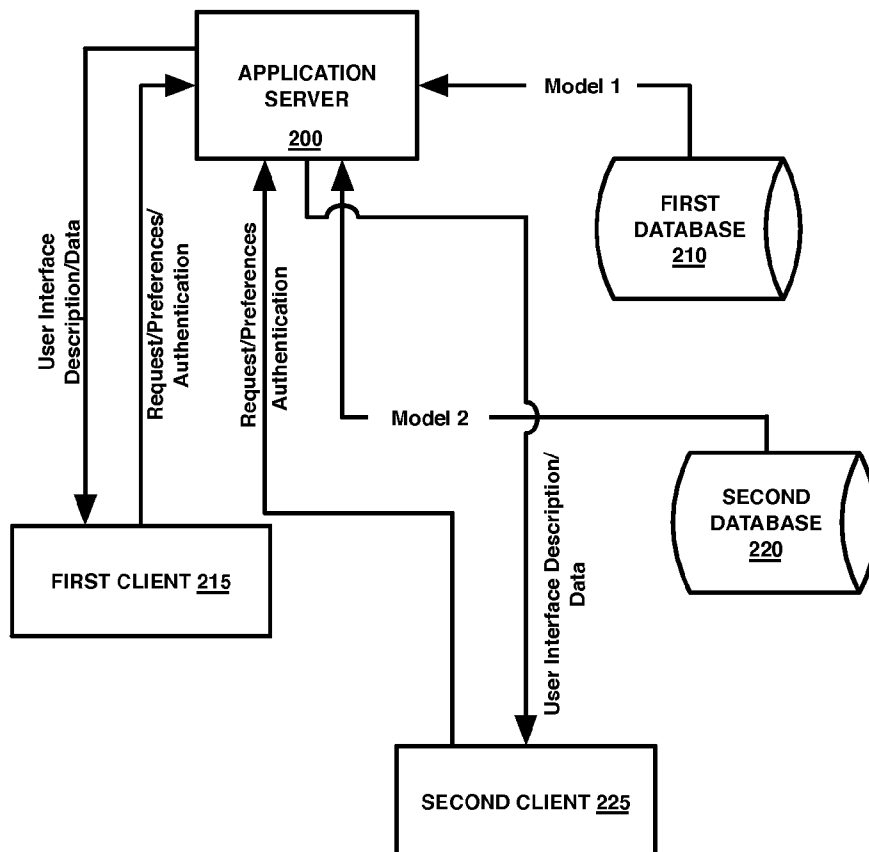 APPLICATION
SERVER
200
Model 1
FIRST
DATABASE
210
User Interface
Description/Data
Request/Preferences/
Authentication
Request/Preferences
Authentication
Model 2
SECOND
DATABASE
220
User Interface Description/
Data
FIRST CLIENT 215
SECOND CLIENT 225